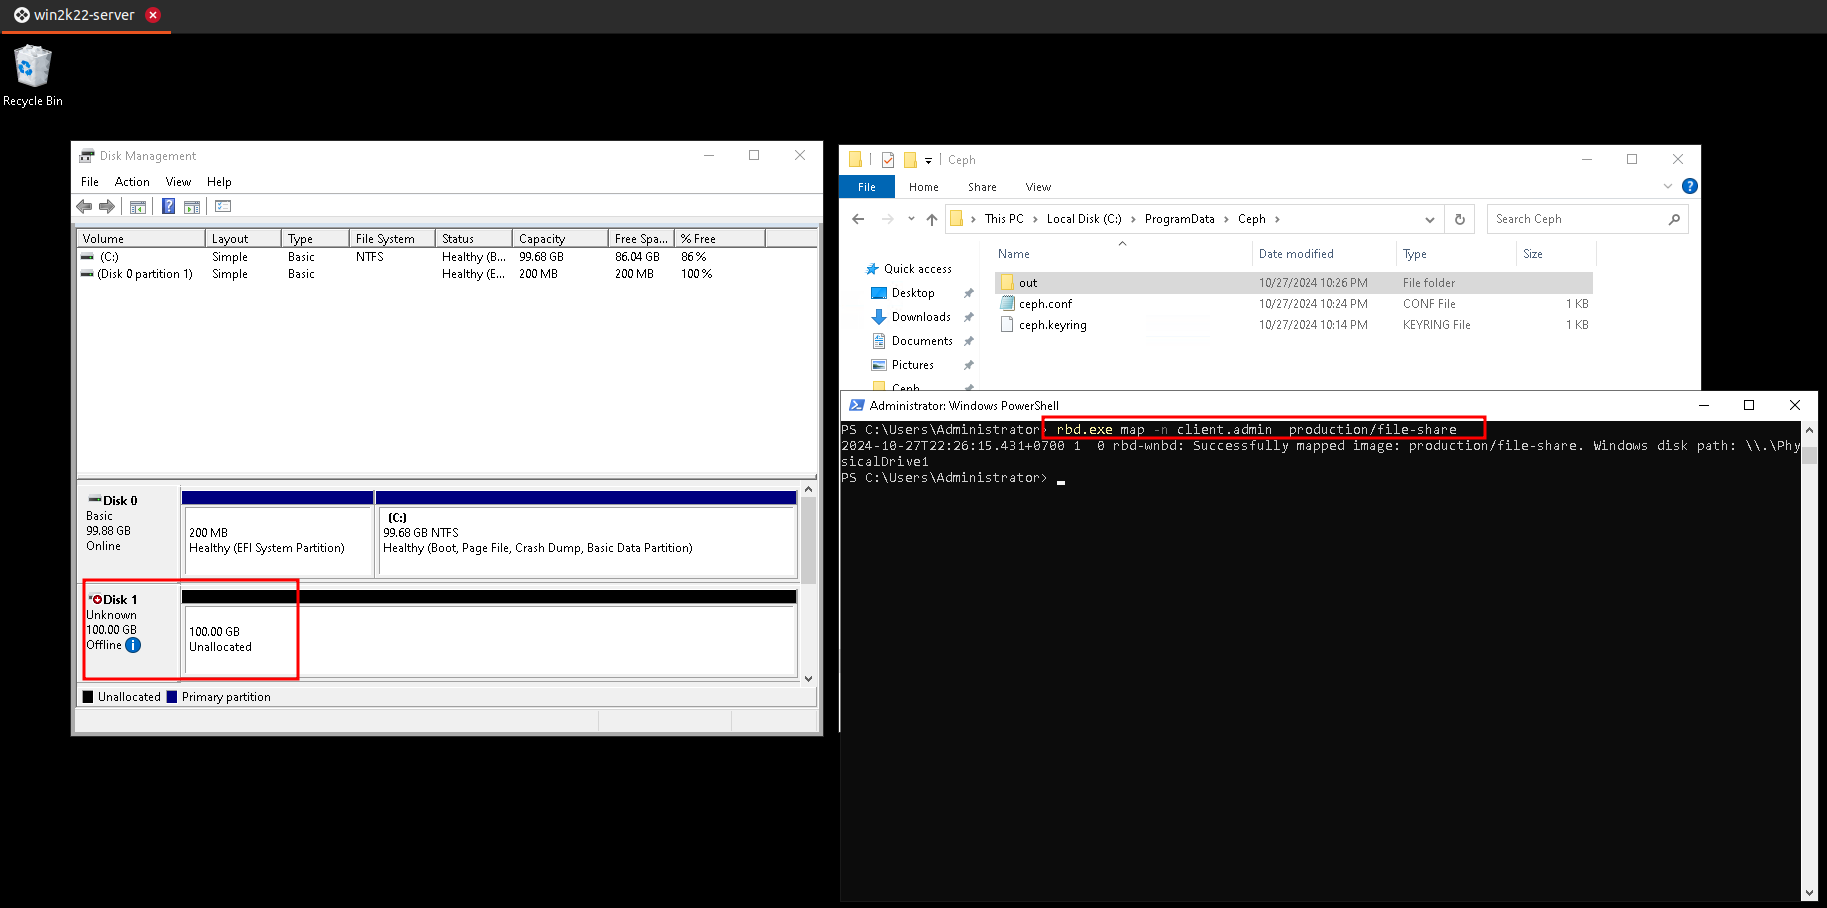 win2k22-server
Recycle Bin
Disk Management
File Action View Help
Volume Layout Type File System Status Capacity Free Spa... % Free
(C:) Simple Basic NTFS Healthy (B... 99.68 GB 86.04 GB 86 %
(Disk 0 partition 1) Simple Basic Healthy (E... 200 MB 200 MB 100 %
Disk 0
Basic
99.88 GB
Online
200 MB
Healthy (EFI System Partition)
(C:)
99.68 GB NTFS
Healthy (Boot, Page File, Crash Dump, Basic Data Partition)
Disk 1
Unknown
100.00 GB
Offline
100.00 GB
Unallocated
Unallocated Primary partition
Ceph
File Home Share View
This PC Local Disk (C:) ProgramData Ceph
Search Ceph
Name Date modified Type Size
Quick access
Desktop
Downloads
Documents
Pictures
Ceph
out 10/27/2024 10:26 PM File folder
ceph.conf 10/27/2024 10:24 PM CONF File 1 KB
ceph.keyring 10/27/2024 10:14 PM KEYRING File 1 KB
Administrator: Windows PowerShell
PS C:\Users\Administrator> rbd.exe map -n client.admin  production/file-share
2024-10-27T22:26:15.431+0700 1  0 rbd-wnbd: Successfully mapped image: production/file-share. Windows disk path: \\.\Phy
sicalDrive1
PS C:\Users\Administrator>